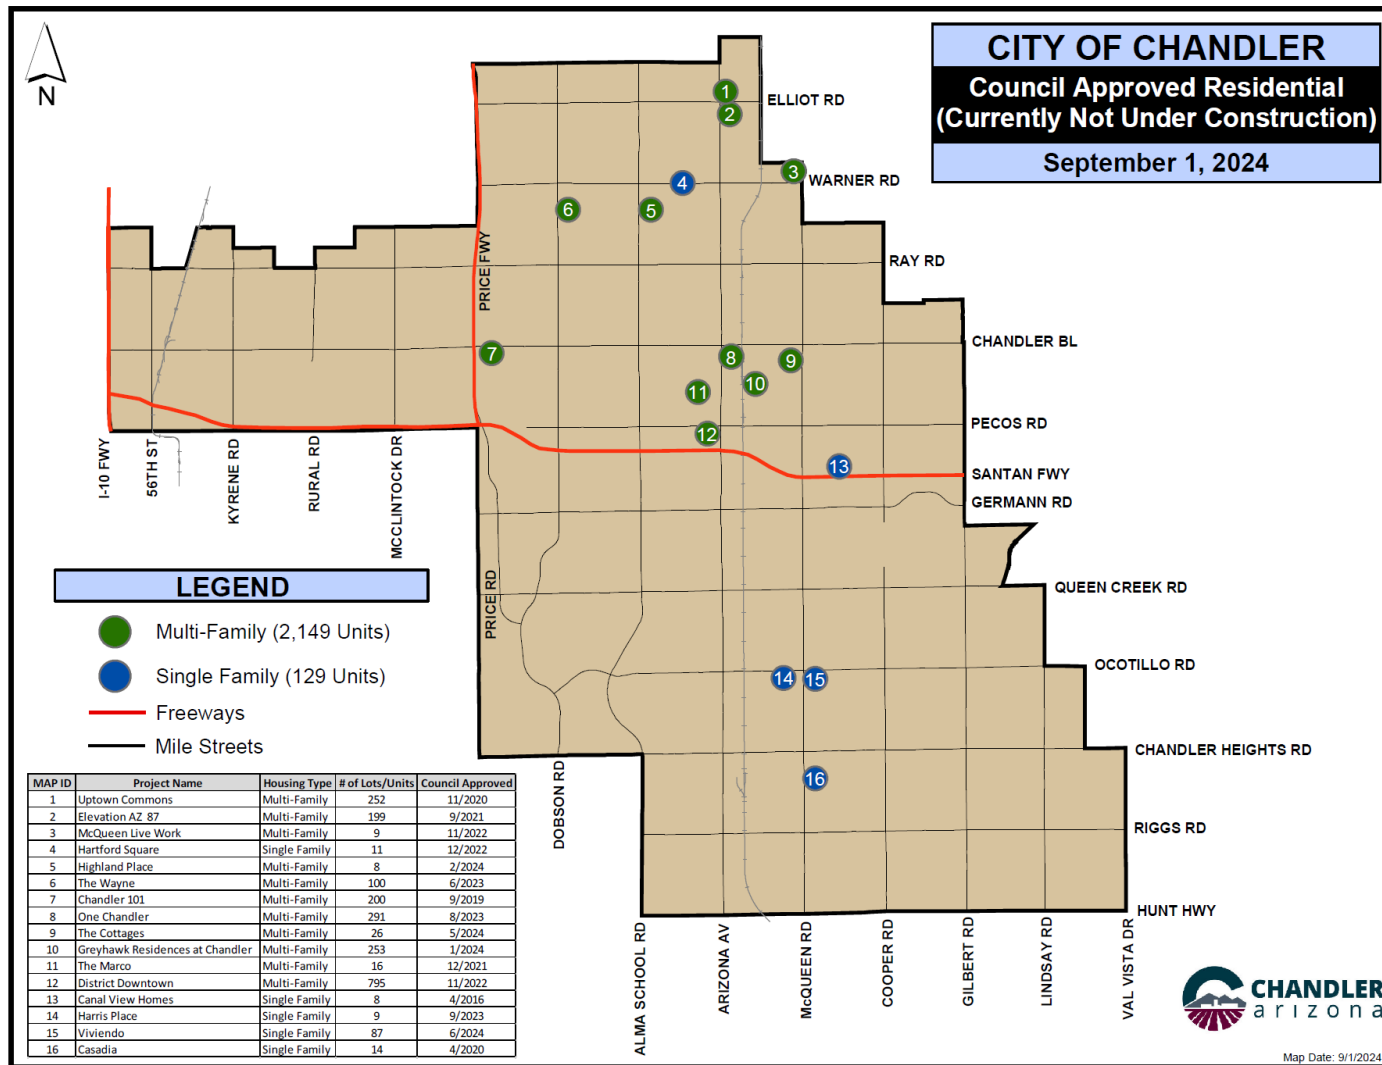 N
CITY OF CHANDLER
Council Approved Residential
(Currently Not Under Construction)
September 1, 2024
1
2
3
4
5
6
7
8
9
10
11
12
13
14
15
16
ELLIOT RD
WARNER RD
RAY RD
CHANDLER BL
PECOS RD
SANTAN FWY
GERMANN RD
QUEEN CREEK RD
OCOTILLO RD
CHANDLER HEIGHTS RD
RIGGS RD
HUNT HWY
PRICE FWY
I-10 FWY
56TH ST
KYRENE RD
RURAL RD
MCCLINTOCK DR
PRICE RD
DOBSON RD
ALMA SCHOOL RD
ARIZONA AV
McQUEEN RD
COOPER RD
GILBERT RD
LINDSAY RD
VAL VISTA DR
LEGEND
Multi-Family (2,149 Units)
Single Family (129 Units)
Freeways
Mile Streets
MAP ID Project Name Housing Type # of Lots/Units Council Approved
1 Uptown Commons Multi-Family 252 11/2020
2 Elevation AZ 87 Multi-Family 199 9/2021
3 McQueen Live Work Multi-Family 9 11/2022
4 Hartford Square Single Family 11 12/2022
5 Highland Place Multi-Family 8 2/2024
6 The Wayne Multi-Family 100 6/2023
7 Chandler 101 Multi-Family 200 9/2019
8 One Chandler Multi-Family 291 8/2023
9 The Cottages Multi-Family 26 5/2024
10 Greyhawk Residences at Chandler Multi-Family 253 1/2024
11 The Marco Multi-Family 16 12/2021
12 District Downtown Multi-Family 795 11/2022
13 Canal View Homes Single Family 8 4/2016
14 Harris Place Single Family 9 9/2023
15 Viviendo Single Family 87 6/2024
16 Casadia Single Family 14 4/2020
CHANDLER
arizona
Map Date: 9/1/2024